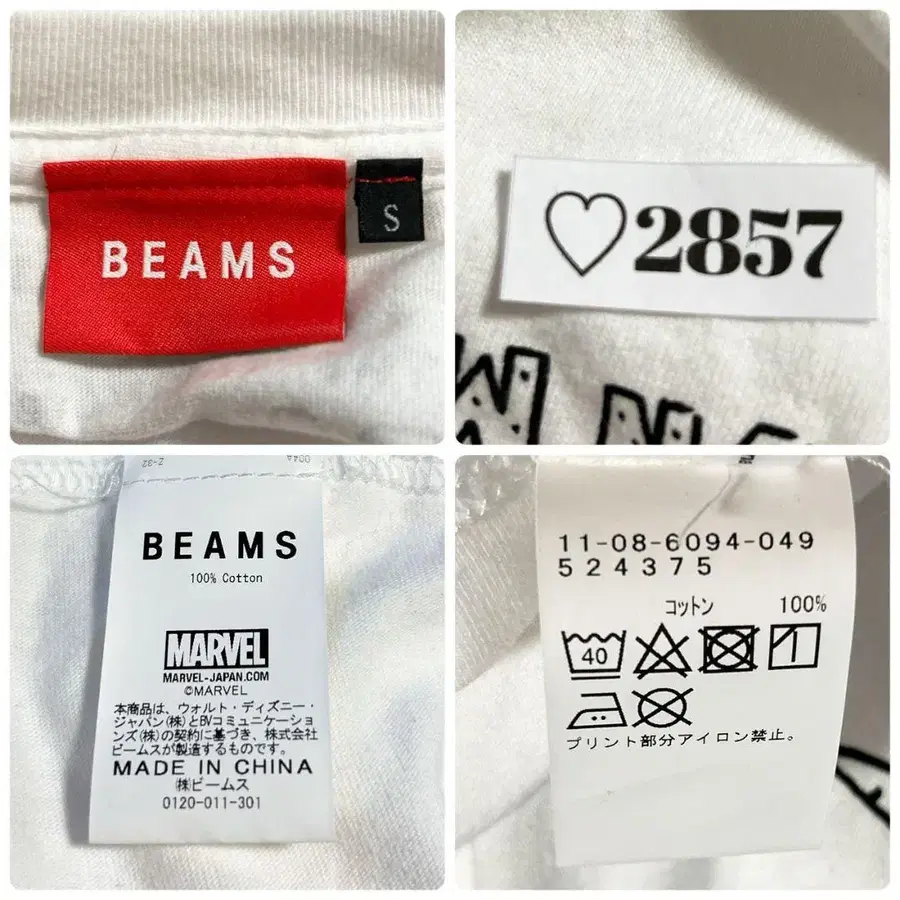 BEAMS
S
♡2857
Z-32
004A
BEAMS
100% Cotton
MARVEL
MARVEL-JAPAN.COM
©MARVEL
本商品は、ウォルト・ディズニー・
ジャパン(株)とBVコミュニケーショ
ンズ(株)の契約に基づき、株式会社
ビームスが製造するものです。
MADE IN CHINA
㈱ビームス
0120-011-301
11-08-6094-049
524375
コットン 100%
40
プリント部分アイロン禁止。